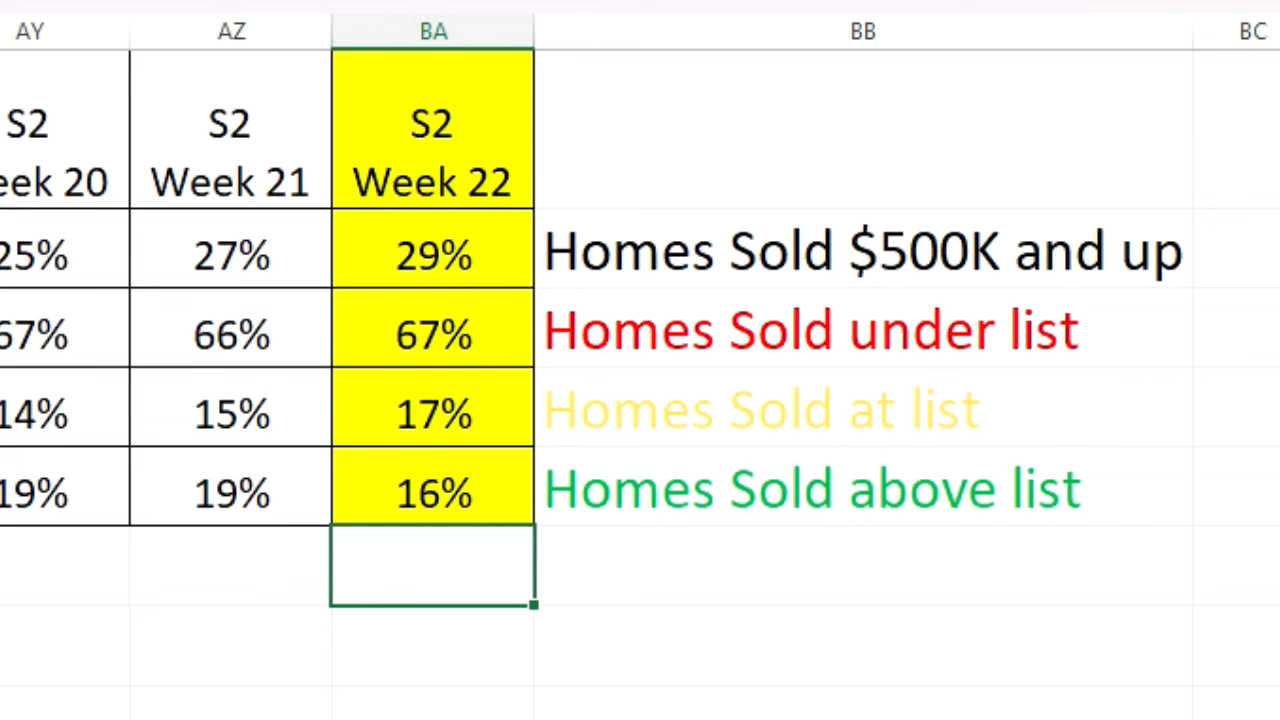 AY AZ BA BB BC
S2 S2 S2
eek 20 Week 21 Week 22
25% 27% 29% Homes Sold $500K and up
67% 66% 67% Homes Sold under list
14% 15% 17% Homes Sold at list
19% 19% 16% Homes Sold above list